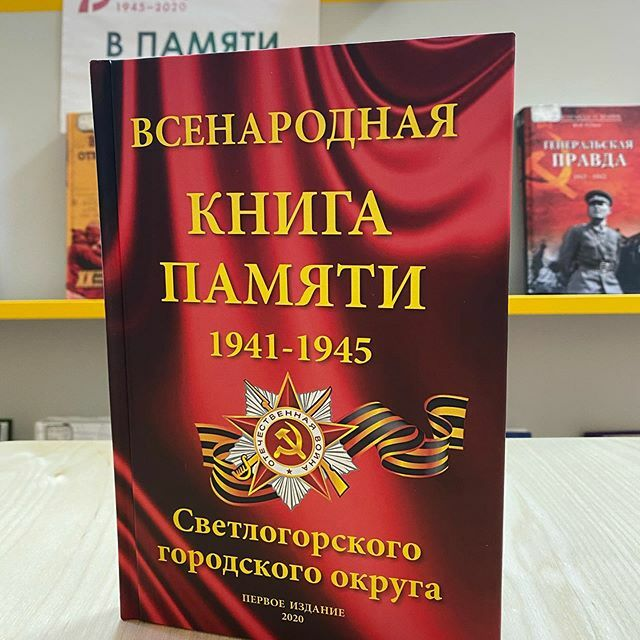 1945–2020
В ПАМЯТИ
ВСЕНАРОДНАЯ
КНИГА
ПАМЯТИ
1941-1945
ОТЕЧЕСТВЕННАЯ ВОЙНА
Светлогорского
городского округа
ПЕРВОЕ ИЗДАНИЕ
2020
ГЕНЕРАЛЬСКАЯ
ПРАВДА